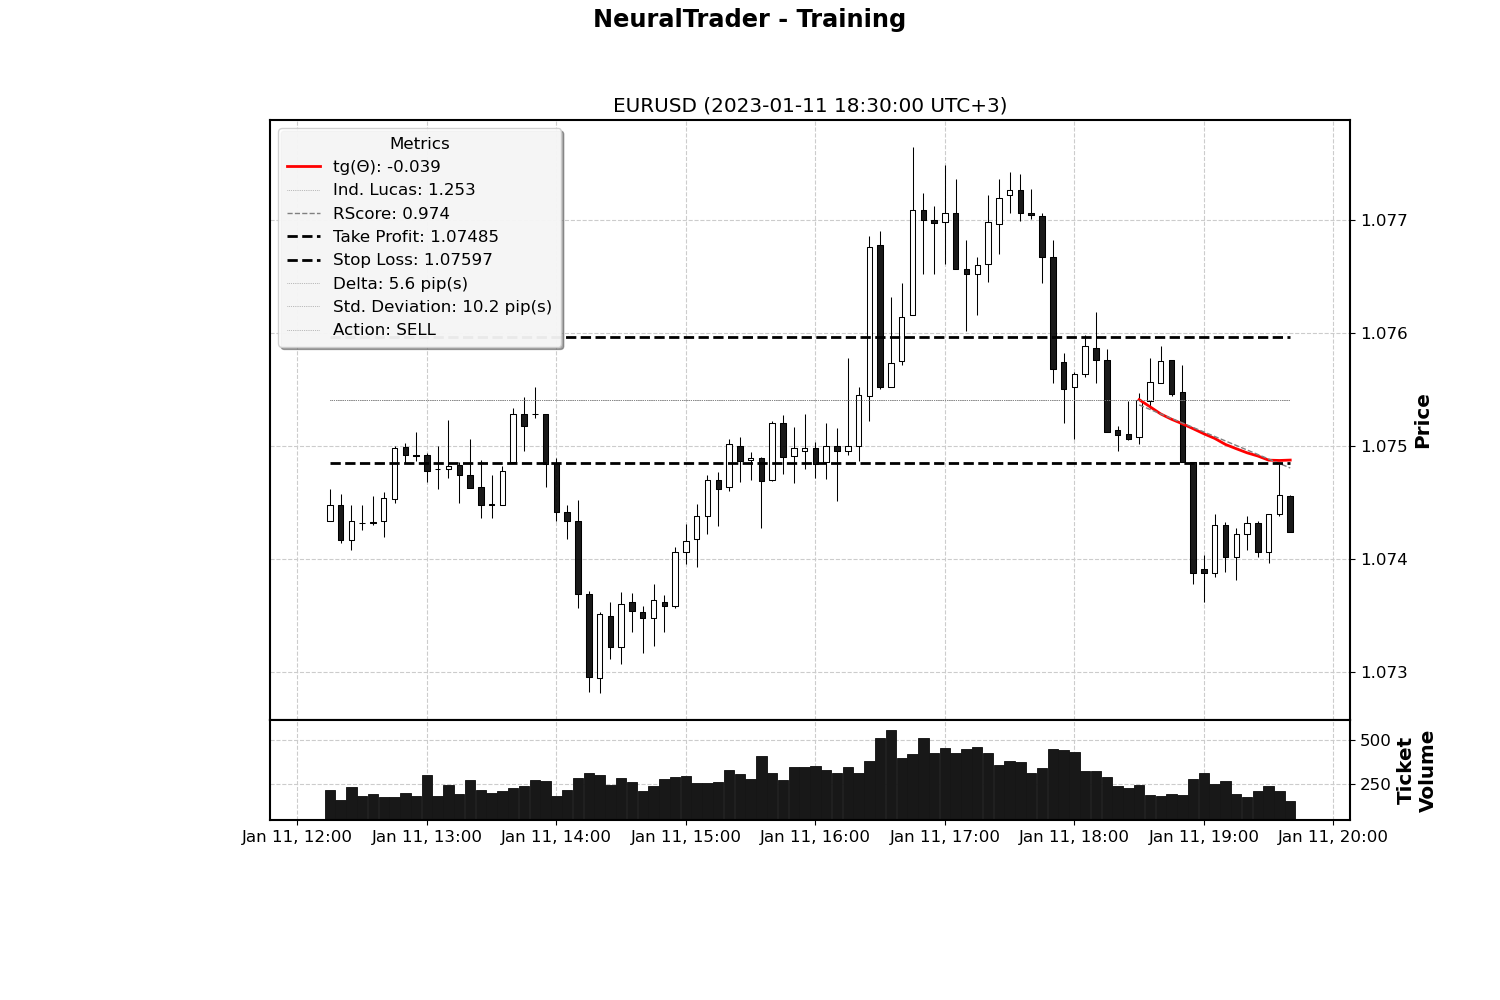 NeuralTrader - Training
EURUSD (2023-01-11 18:30:00 UTC+3)
Metrics
tg(Θ): -0.039
Ind. Lucas: 1.253
RScore: 0.974
Take Profit: 1.07485
Stop Loss: 1.07597
Delta: 5.6 pip(s)
Std. Deviation: 10.2 pip(s)
Action: SELL
1.077
1.076
1.075
1.074
1.073
Price
500
250
Ticket
Volume
Jan 11, 12:00
Jan 11, 13:00
Jan 11, 14:00
Jan 11, 15:00
Jan 11, 16:00
Jan 11, 17:00
Jan 11, 18:00
Jan 11, 19:00
Jan 11, 20:00